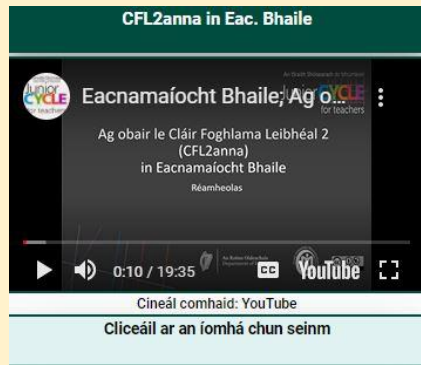 CFL2anna in Eac. Bhaile
Junior CYCLE for teachers
Eacnamaíocht Bhaile; Ag o...
for teachers
Ag obair le Cláir Foghlama Leibhéal 2
(CFL2anna)
in Eacnamaíocht Bhaile
Réamheolas
0:10 / 19:35
CC
YouTube
Cineál comhaid: YouTube
Cliceáil ar an íomhá chun seinm